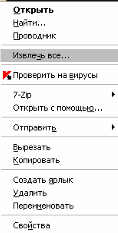 Открыть
Найти...
Проводник
Извлечь все...
Проверить на вирусы
7-Zip
Открыть с помощью...
Отправить
Вырезать
Копировать
Создать ярлык
Удалить
Переименовать
Свойства